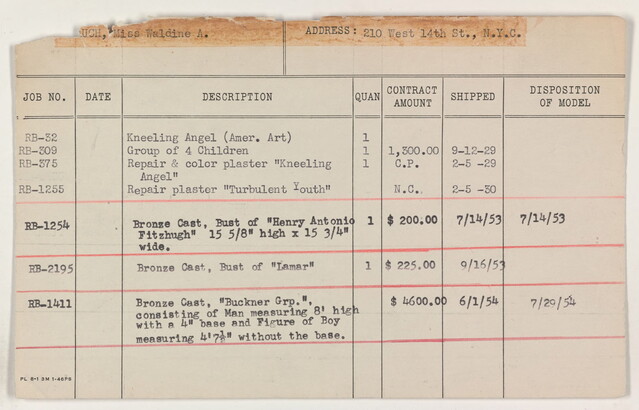 Miss Waldine A. ADDRESS: 210 West 14th St., N.Y.C.
JOB NO. DATE DESCRIPTION QUAN CONTRACT AMOUNT SHIPPED DISPOSITION OF MODEL
RB-32 Kneeling Angel (Amer. Art) 1
RB-309 Group of 4 Children 1 1,300.00 9-12-29
RB-375 Repair & color plaster "Kneeling 1 C.P. 2-5 -29
Angel"
RB-1255 Repair plaster "Turbulent Youth" N.C. 2-5 -30
RB-1254 Bronze Cast, Bust of "Henry Antonio 1 $ 200.00 7/14/53 7/14/53
Fitzhugh" 15 5/8" high x 15 3/4"
wide.
RB-2195 Bronze Cast, Bust of "Lamar" 1 $ 225.00 9/16/53
RB-1411 Bronze Cast, "Buckner Grp.", $ 4600.00 6/1/54 7/20/54
consisting of Man measuring 8' high
with a 4" base and Figure of Boy
measuring 4'7½" without the base.
PL 8-1 3M 1-46PS